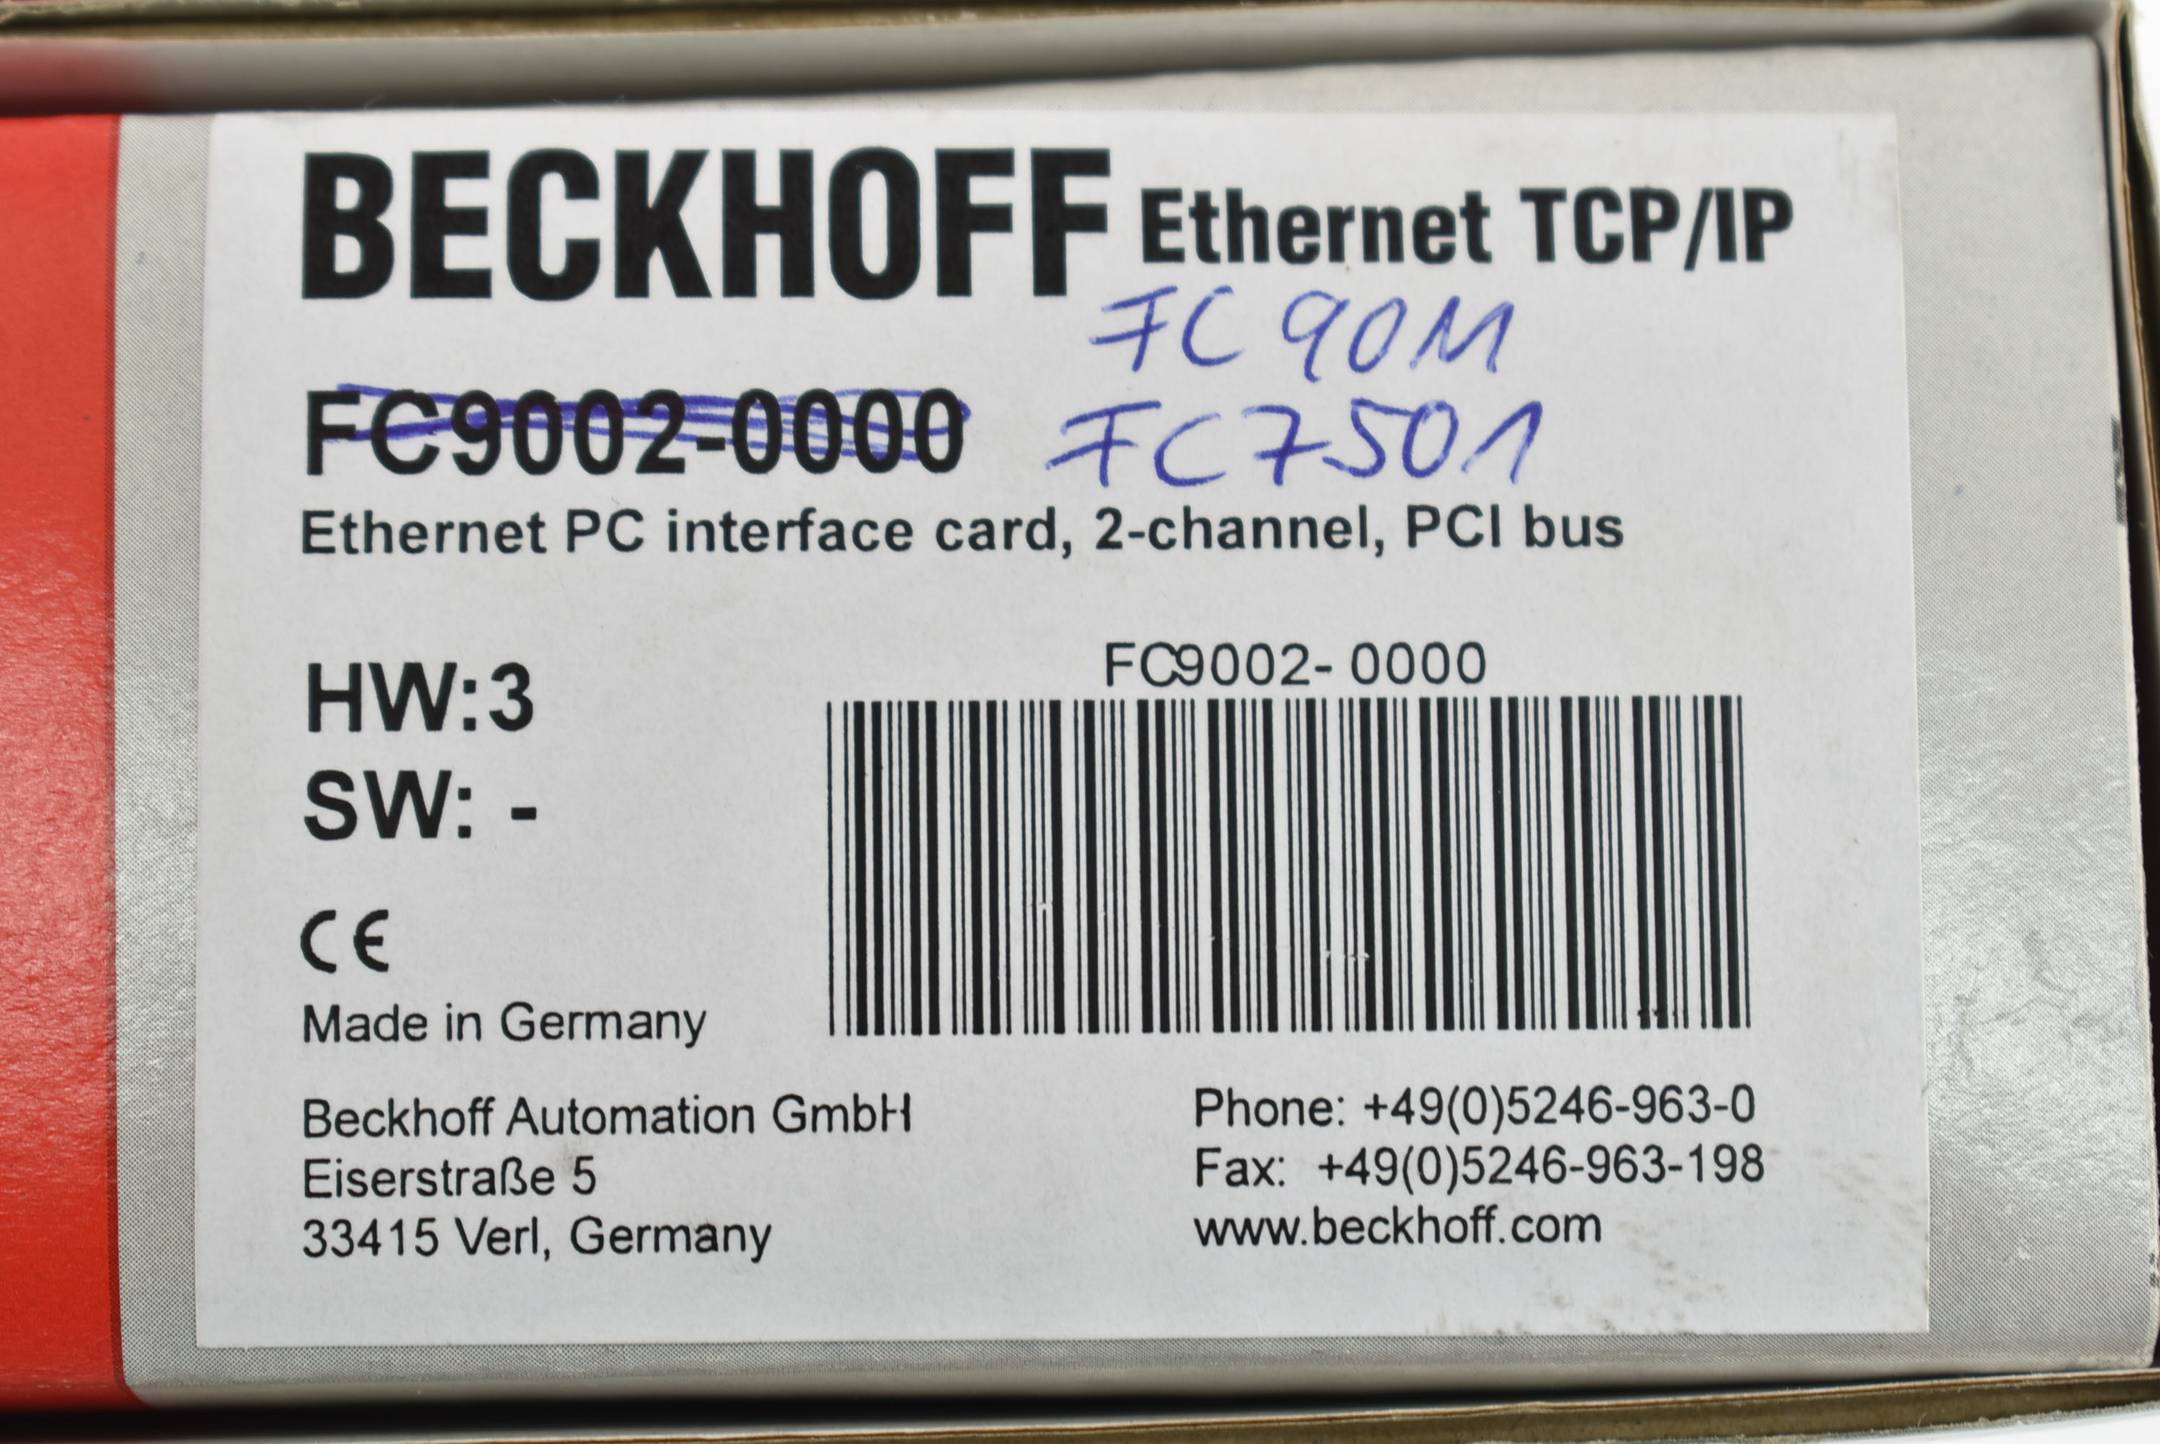 BECKHOFF Ethernet TCP/IP
FC9011
FC9002-0000 FC7501
Ethernet PC interface card, 2-channel, PCI bus
HW:3
SW: -
FC9002- 0000
CE
Made in Germany
Beckhoff Automation GmbH
Eiserstraße 5
33415 Verl, Germany
Phone: +49(0)5246-963-0
Fax: +49(0)5246-963-198
www.beckhoff.com